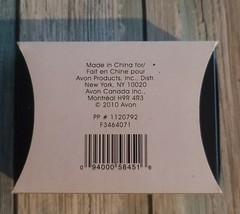 Made in China for/
Fait en Chine pour
Avon Products, Inc., Distr.
New York, NY 10020
Avon Canada Inc.,
Montréal H9R 4R3
© 2010 Avon
PP # 1120792
F3464071
0 94000 58451 6